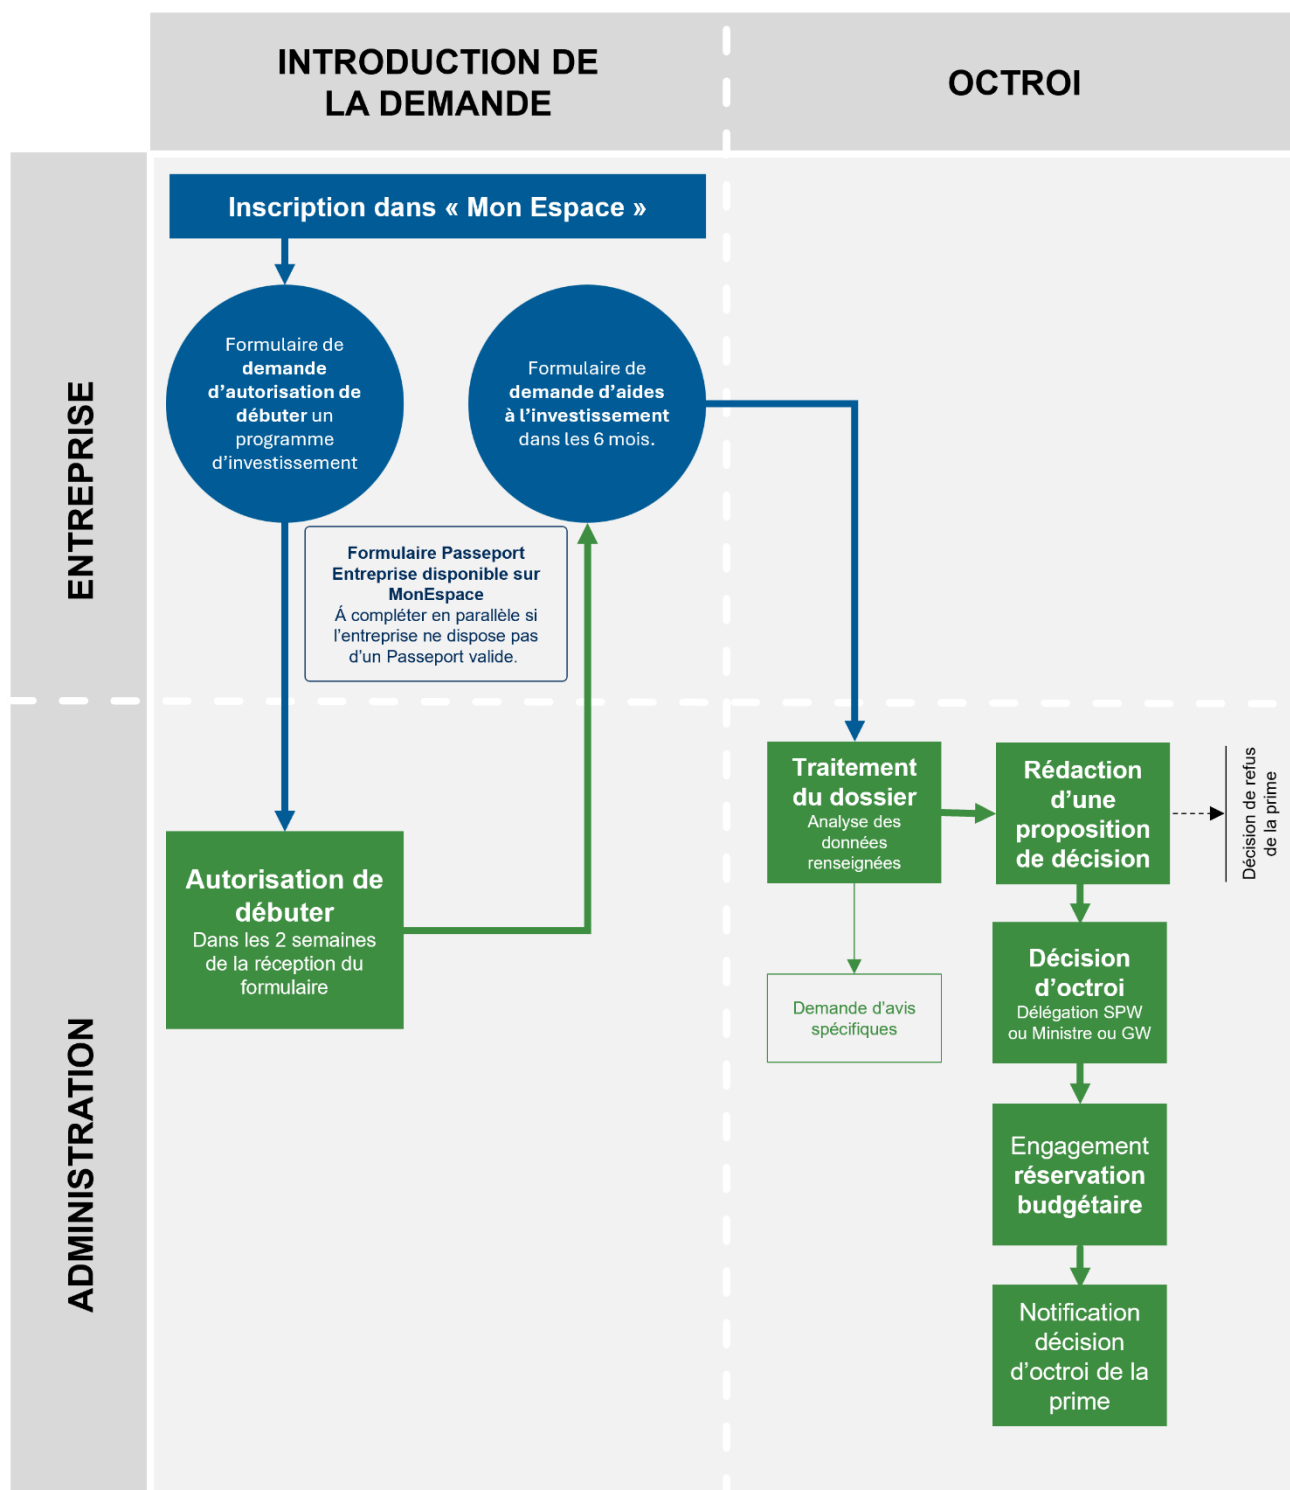 INTRODUCTION DE
LA DEMANDE
OCTROI
ENTREPRISE
Inscription dans « Mon Espace »
Formulaire de
demande
d’autorisation de
débuter un
programme
d’investissement
Formulaire de
demande d’aides
à l’investissement
dans les 6 mois.
Formulaire Passeport
Entreprise disponible sur
MonEspace
Á compléter en parallèle si
l’entreprise ne dispose pas
d’un Passeport valide.
ADMINISTRATION
Autorisation de
débuter
Dans les 2 semaines
de la réception du
formulaire
Traitement
du dossier
Analyse des
données
renseignées
Demande d’avis
spécifiques
Rédaction
d’une
proposition
de décision
Décision de refus
de la prime
Décision
d’octroi
Délégation SPW
ou Ministre ou GW
Engagement
réservation
budgétaire
Notification
décision
d’octroi de la
prime